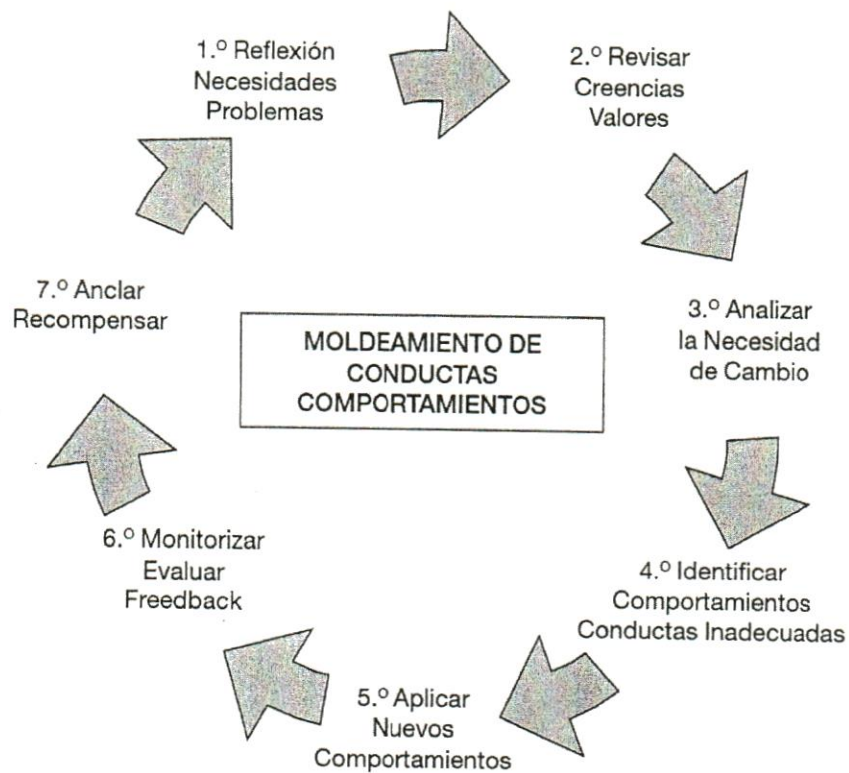 1.º Reflexión
Necesidades
Problemas
2.º Revisar
Creencias
Valores
3.º Analizar
la Necesidad
de Cambio
4.º Identificar
Comportamientos
Conductas Inadecuadas
5.º Aplicar
Nuevos
Comportamientos
6.º Monitorizar
Evaluar
Freedback
7.º Anclar
Recompensar
MOLDEAMIENTO DE
CONDUCTAS
COMPORTAMIENTOS